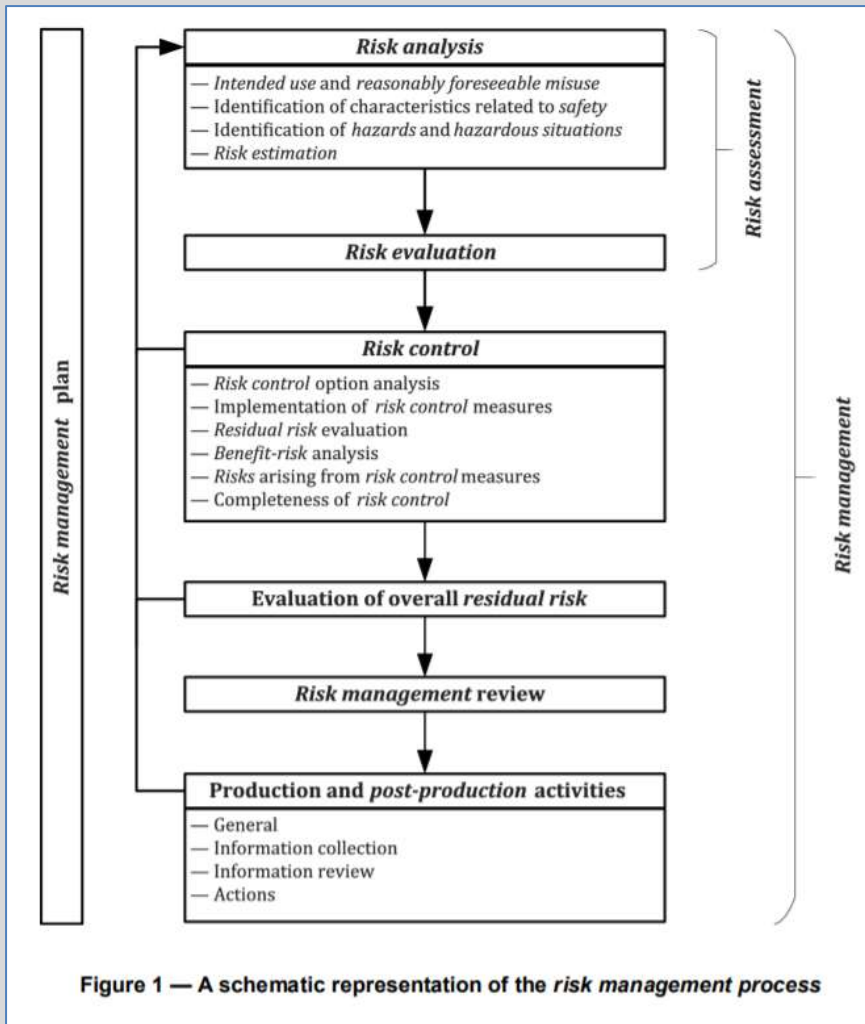 Risk management plan
Risk analysis
— Intended use and reasonably foreseeable misuse
— Identification of characteristics related to safety
— Identification of hazards and hazardous situations
— Risk estimation
Risk evaluation
Risk assessment
Risk control
— Risk control option analysis
— Implementation of risk control measures
— Residual risk evaluation
— Benefit-risk analysis
— Risks arising from risk control measures
— Completeness of risk control
Evaluation of overall residual risk
Risk management review
Production and post-production activities
— General
— Information collection
— Information review
— Actions
Risk management
Figure 1 — A schematic representation of the risk management process